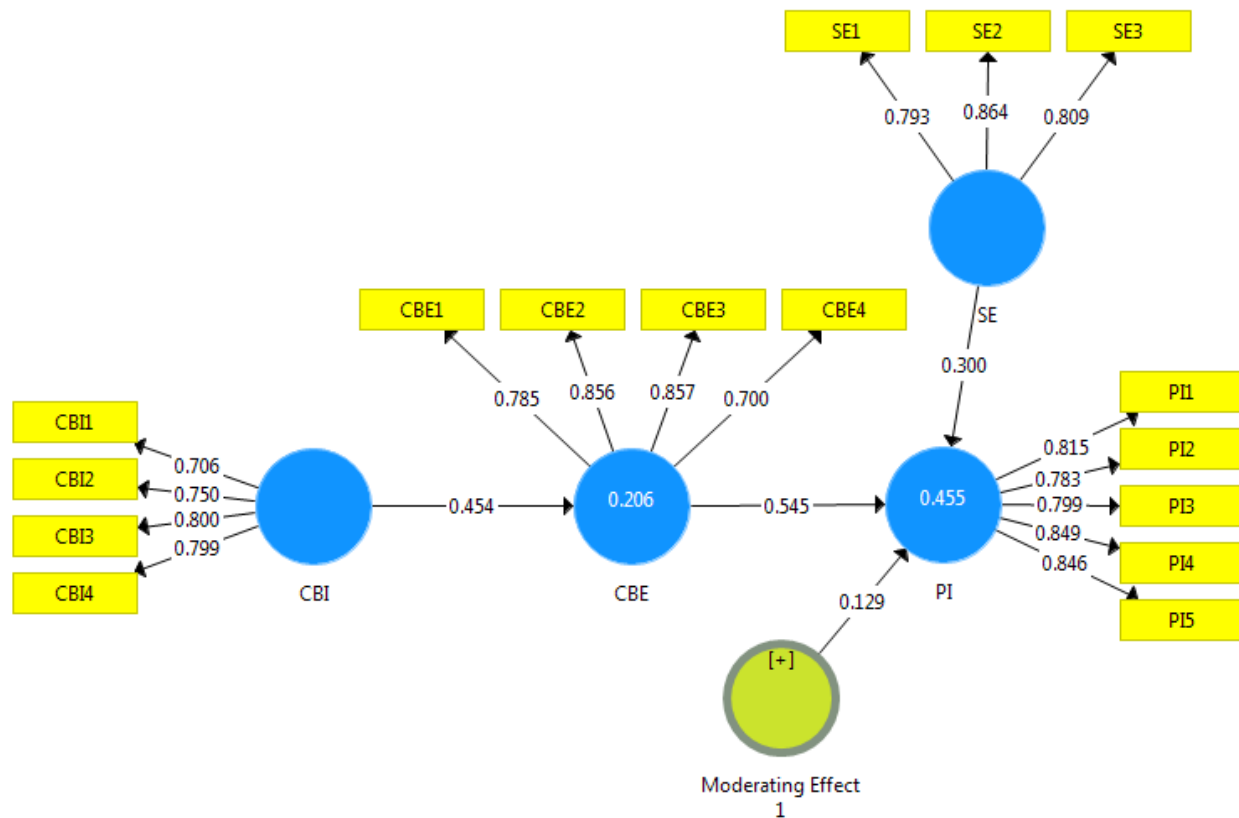 SE1
SE2
SE3
0.793
0.864
0.809
SE
0.300
CBE1
CBE2
CBE3
CBE4
0.785
0.856
0.857
0.700
CBI1
CBI2
CBI3
CBI4
0.706
0.750
0.800
0.799
CBI
0.454
0.206
CBE
0.545
0.455
PI
0.815
0.783
0.799
0.849
0.846
PI1
PI2
PI3
PI4
PI5
0.129
[+]
Moderating Effect
1